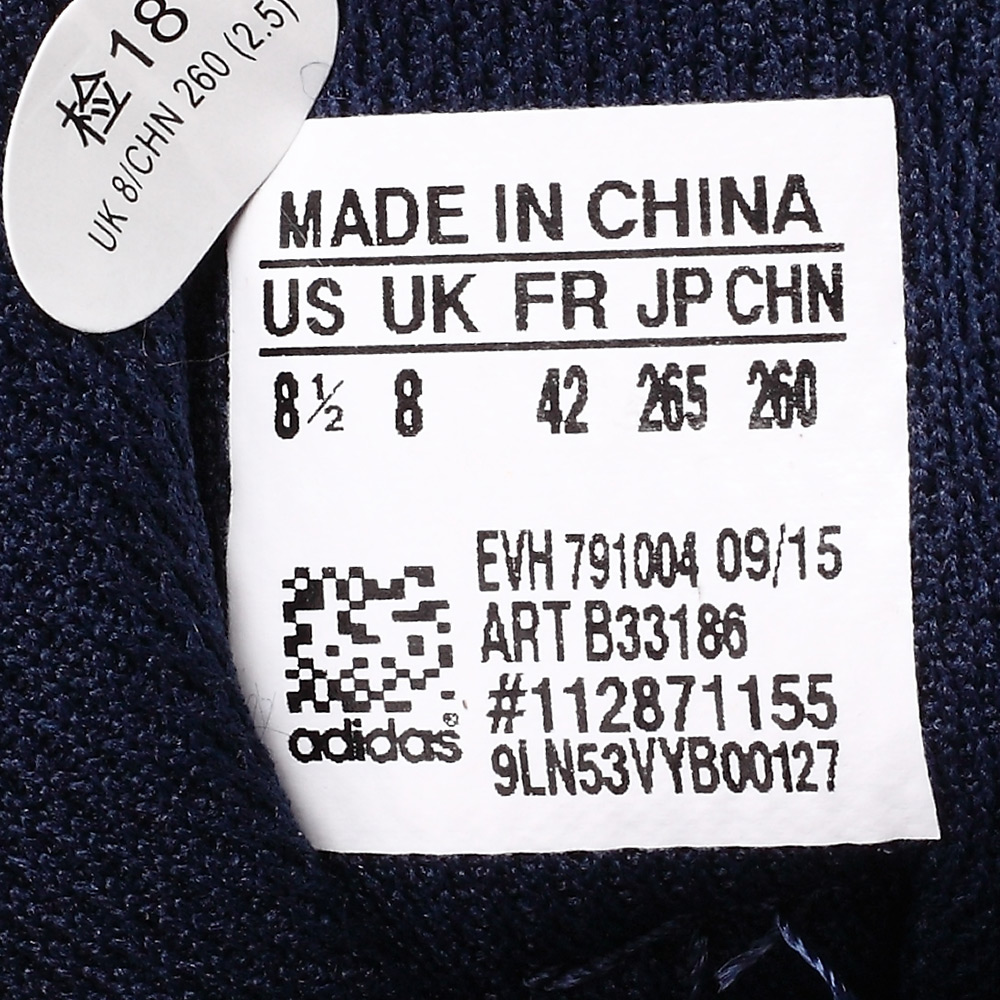 检18
UK 8/CHN 260 (2.5)
MADE IN CHINA
US UK FR JP CHN
8½ 8 42 265 260
EVH 791004 09/15
ART B33186
#112871155
9LN53VYB00127
adidas®